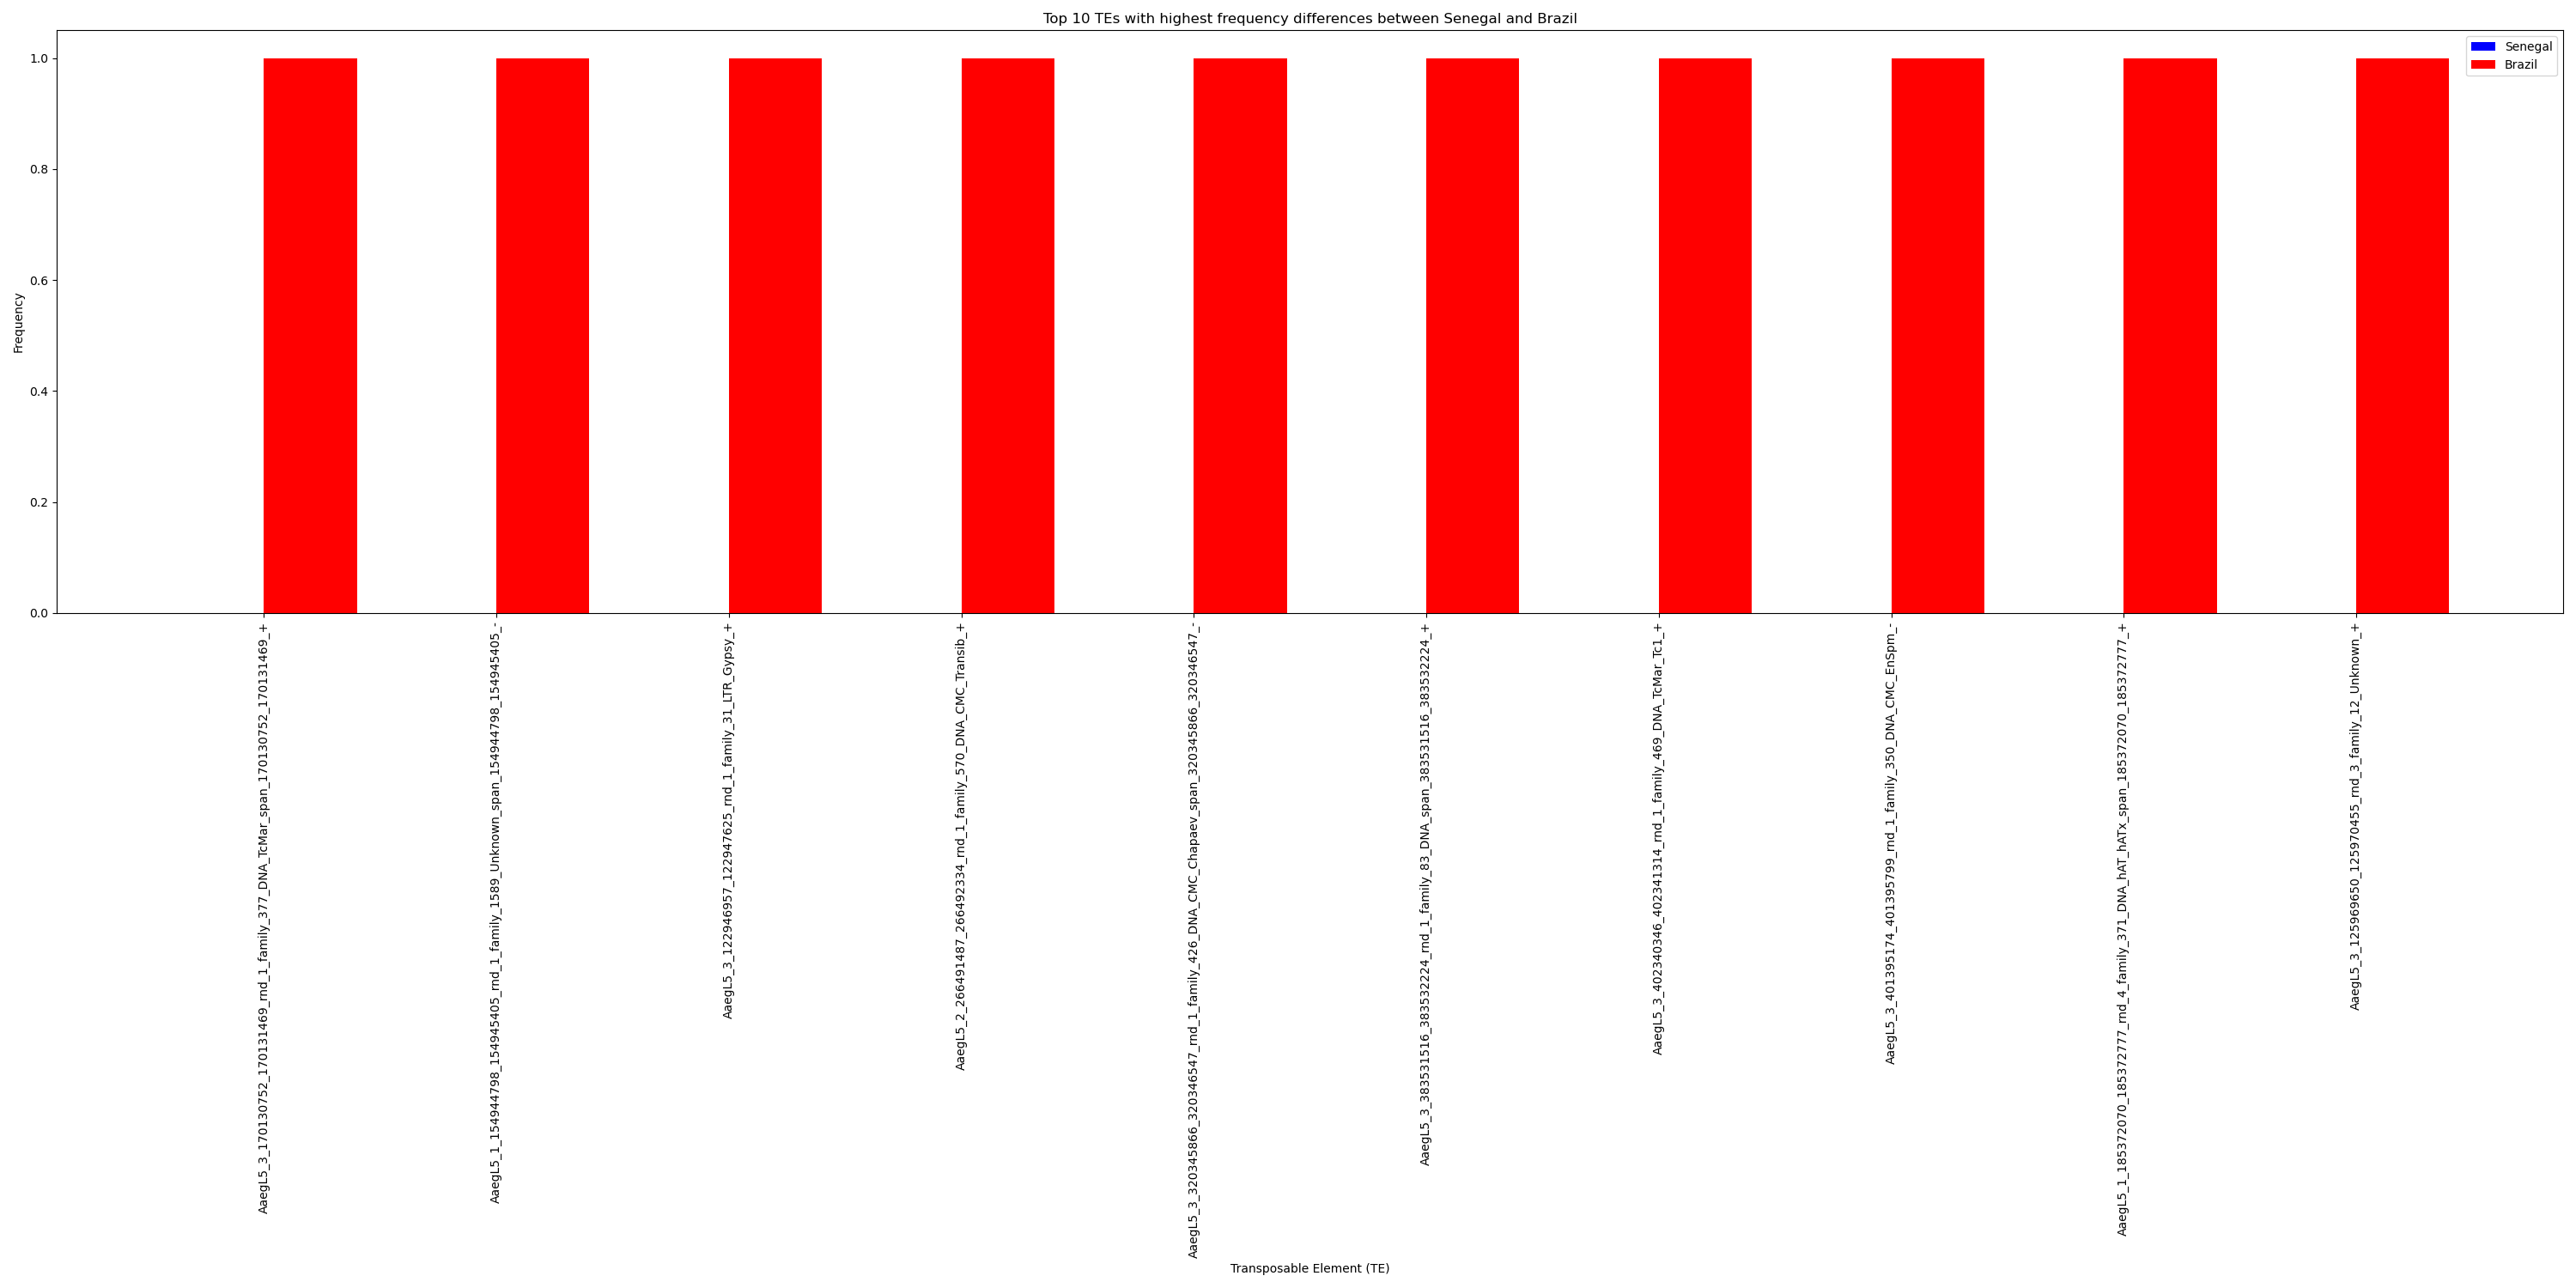 Top 10 TEs with highest frequency differences between Senegal and Brazil
Senegal
Brazil
Frequency
1.0
0.8
0.6
0.4
0.2
0.0
AaegL5_3_170130752_170131469_rnd_1_family_377_DNA_TcMar_span_170130752_170131469_+
AaegL5_1_154944798_154945405_rnd_1_family_1589_Unknown_span_154944798_154945405_-
AaegL5_3_122946957_122947625_rnd_1_family_31_LTR_Gypsy_+
AaegL5_2_266491487_266492334_rnd_1_family_570_DNA_CMC_Transib_+
AaegL5_3_320345866_320346547_rnd_1_family_426_DNA_CMC_Chapaev_span_320345866_320346547_-
AaegL5_3_383531516_383532224_rnd_1_family_83_DNA_span_383531516_383532224_+
AaegL5_3_402340346_402341314_rnd_1_family_469_DNA_TcMar_Tc1_+
AaegL5_3_401395174_401395799_rnd_1_family_350_DNA_CMC_EnSpm_-
AaegL5_1_185372070_185372777_rnd_4_family_371_DNA_hAT_hATx_span_185372070_185372777_+
AaegL5_3_125969650_125970455_rnd_3_family_12_Unknown_+
Transposable Element (TE)